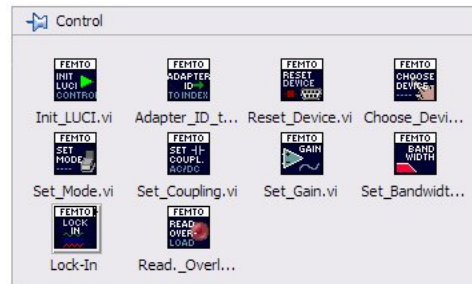 Control
FEMTO FEMTO FEMTO FEMTO
INIT ADAPTER RESET CHOOSE
LUCI ID DEVICE DEVICE
CONTROL TO INDEX
Init_LUCI.vi Adapter_ID_t... Reset_Device.vi Choose_Devi...
FEMTO FEMTO FEMTO FEMTO
SET SET GAIN BAND
MODE COUPL. WIDTH
AC/DC
Set_Mode.vi Set_Coupling.vi Set_Gain.vi Set_Bandwidt...
FEMTO FEMTO
LOCK READ
IN OVER-
LOAD
Lock-In Read._Overl...